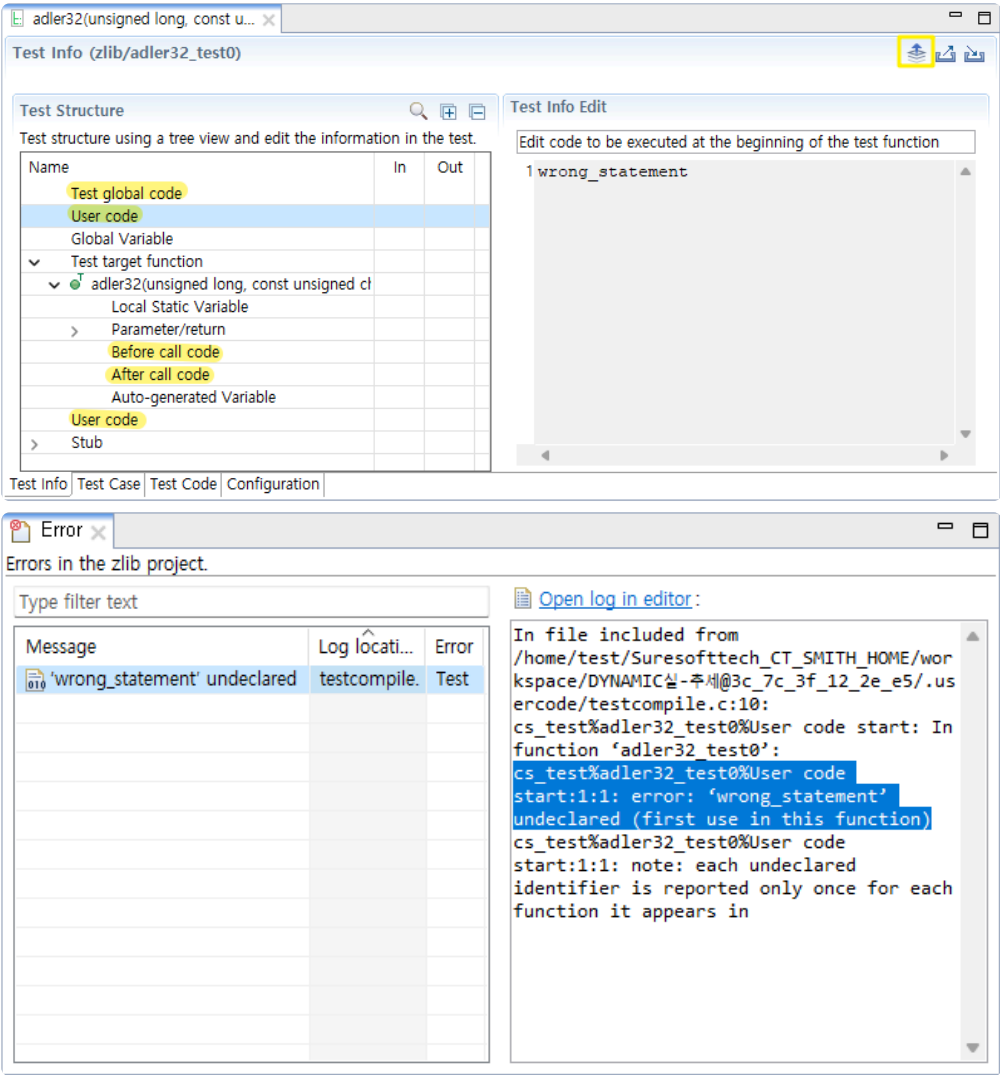 adler32(unsigned long, const u...
Test Info (zlib/adler32_test0)
Test Structure
Test structure using a tree view and edit the information in the test.
Name In Out
Test global code
User code
Global Variable
Test target function
adler32(unsigned long, const unsigned cl
Local Static Variable
Parameter/return
Before call code
After call code
Auto-generated Variable
User code
Stub
Test Info Edit
Edit code to be executed at the beginning of the test function
1 wrong_statement
Test Info Test Case Test Code Configuration
Error
Errors in the zlib project.
Type filter text
Message Log locati... Error
'wrong_statement' undeclared testcompile. Test
Open log in editor :
In file included from
/home/test/Suresofttech_CT_SMITH_HOME/wor
kspace/DYNAMIC실-추세@3c_7c_3f_12_2e_e5/.us
ercode/testcompile.c:10:
cs_test%adler32_test0%User code start: In
function ‘adler32_test0’:
cs_test%adler32_test0%User code
start:1:1: error: ‘wrong_statement’
undeclared (first use in this function)
cs_test%adler32_test0%User code
start:1:1: note: each undeclared
identifier is reported only once for each
function it appears in